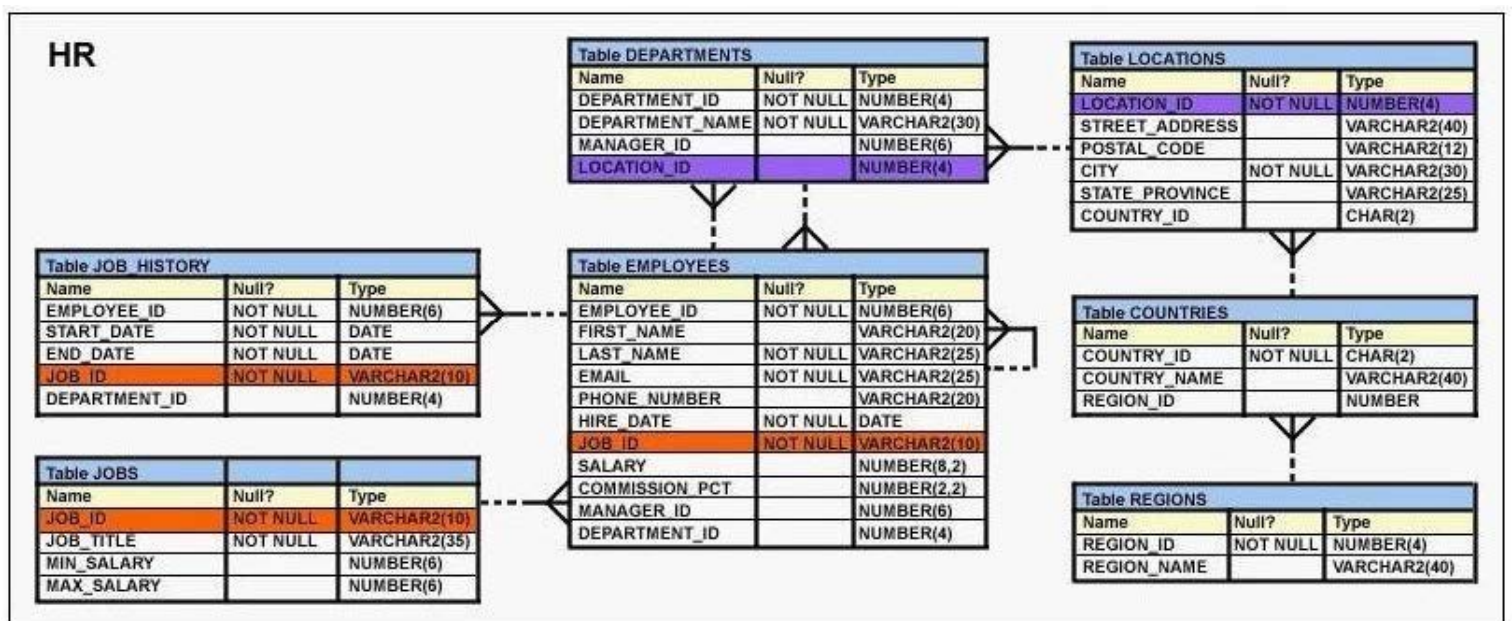 HR
Table DEPARTMENTS
Name Null? Type
DEPARTMENT_ID NOT NULL NUMBER(4)
DEPARTMENT_NAME NOT NULL VARCHAR2(30)
MANAGER_ID NUMBER(6)
LOCATION_ID NUMBER(4)
Table LOCATIONS
Name Null? Type
LOCATION_ID NOT NULL NUMBER(4)
STREET_ADDRESS VARCHAR2(40)
POSTAL_CODE VARCHAR2(12)
CITY NOT NULL VARCHAR2(30)
STATE_PROVINCE VARCHAR2(25)
COUNTRY_ID CHAR(2)
Table JOB_HISTORY
Name Null? Type
EMPLOYEE_ID NOT NULL NUMBER(6)
START_DATE NOT NULL DATE
END_DATE NOT NULL DATE
JOB_ID NOT NULL VARCHAR2(10)
DEPARTMENT_ID NUMBER(4)
Table EMPLOYEES
Name Null? Type
EMPLOYEE_ID NOT NULL NUMBER(6)
FIRST_NAME VARCHAR2(20)
LAST_NAME NOT NULL VARCHAR2(25)
EMAIL NOT NULL VARCHAR2(25)
PHONE_NUMBER VARCHAR2(20)
HIRE_DATE NOT NULL DATE
JOB_ID NOT NULL VARCHAR2(10)
SALARY NUMBER(8,2)
COMMISSION_PCT NUMBER(2,2)
MANAGER_ID NUMBER(6)
DEPARTMENT_ID NUMBER(4)
Table COUNTRIES
Name Null? Type
COUNTRY_ID NOT NULL CHAR(2)
COUNTRY_NAME VARCHAR2(40)
REGION_ID NUMBER
Table JOBS
Name Null? Type
JOB_ID NOT NULL VARCHAR2(10)
JOB_TITLE NOT NULL VARCHAR2(35)
MIN_SALARY NUMBER(6)
MAX_SALARY NUMBER(6)
Table REGIONS
Name Null? Type
REGION_ID NOT NULL NUMBER(4)
REGION_NAME VARCHAR2(40)